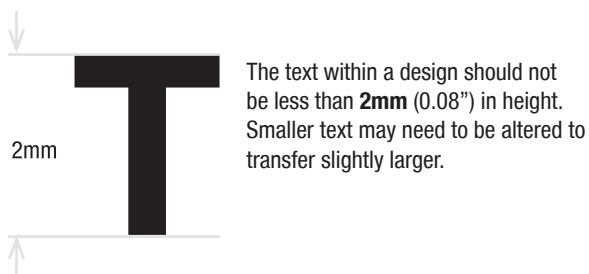 T
2mm
The text within a design should not
be less than 2mm (0.08”) in height.
Smaller text may need to be altered to
transfer slightly larger.